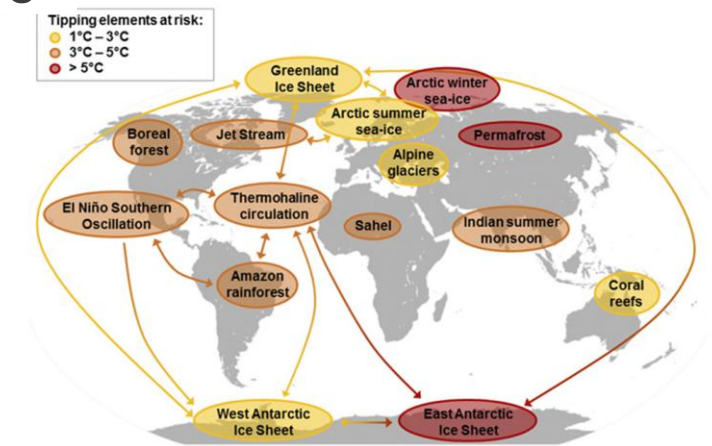 Tipping elements at risk:
1°C – 3°C
3°C – 5°C
> 5°C
Greenland
Ice Sheet
Arctic winter
sea-ice
Arctic summer
sea-ice
Boreal
forest
Jet Stream
Permafrost
Alpine
glaciers
El Niño Southern
Oscillation
Thermohaline
circulation
Sahel
Indian summer
monsoon
Amazon
rainforest
Coral
reefs
West Antarctic
Ice Sheet
East Antarctic
Ice Sheet